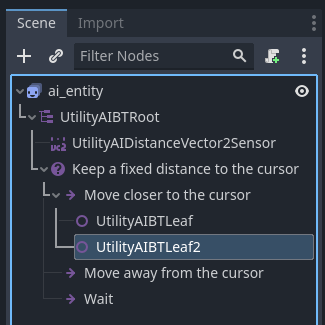 Scene Import
Filter Nodes
ai_entity
UtilityAIBTRoot
vc2 UtilityAIDistanceVector2Sensor
? Keep a fixed distance to the cursor
Move closer to the cursor
UtilityAIBTLeaf
UtilityAIBTLeaf2
Move away from the cursor
Wait